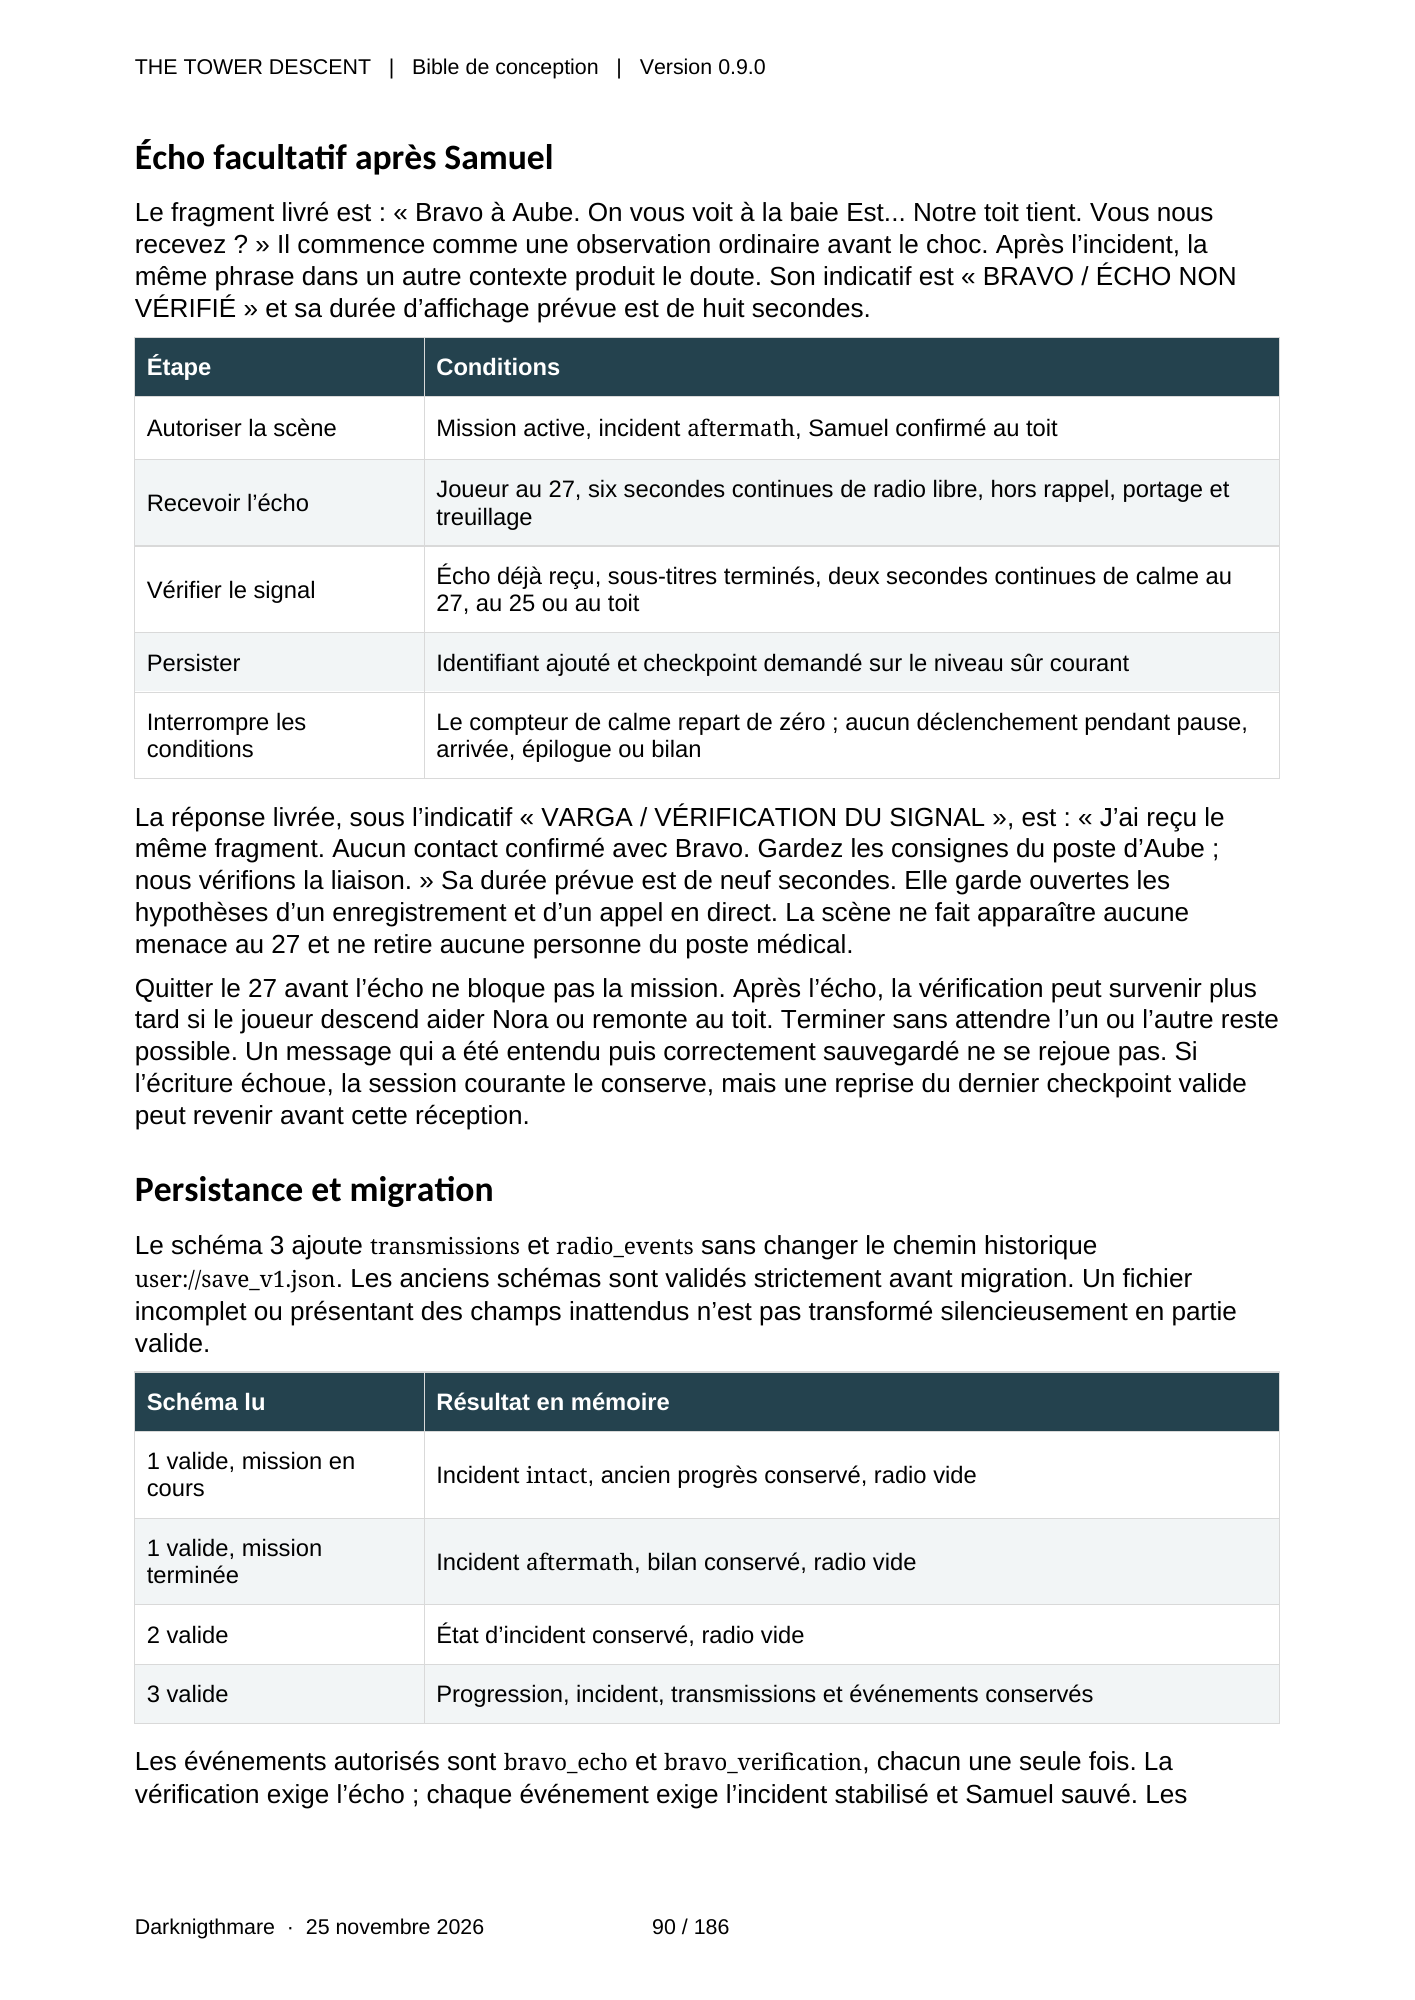 THE TOWER DESCENT | Bible de conception | Version 0.9.0
Écho facultatif après Samuel
Le fragment livré est : « Bravo à Aube. On vous voit à la baie Est... Notre toit tient. Vous nous
recevez ? » Il commence comme une observation ordinaire avant le choc. Après l’incident, la
même phrase dans un autre contexte produit le doute. Son indicatif est « BRAVO / ÉCHO NON
VÉRIFIÉ » et sa durée d’affichage prévue est de huit secondes.
Étape Conditions
Autoriser la scène Mission active, incident aftermath, Samuel confirmé au toit
Recevoir l’écho Joueur au 27, six secondes continues de radio libre, hors rappel, portage et
treuillage
Vérifier le signal Écho déjà reçu, sous-titres terminés, deux secondes continues de calme au
27, au 25 ou au toit
Persister Identifiant ajouté et checkpoint demandé sur le niveau sûr courant
Interrompre les
conditions
Le compteur de calme repart de zéro ; aucun déclenchement pendant pause,
arrivée, épilogue ou bilan
La réponse livrée, sous l’indicatif « VARGA / VÉRIFICATION DU SIGNAL », est : « J’ai reçu le
même fragment. Aucun contact confirmé avec Bravo. Gardez les consignes du poste d’Aube ;
nous vérifions la liaison. » Sa durée prévue est de neuf secondes. Elle garde ouvertes les
hypothèses d’un enregistrement et d’un appel en direct. La scène ne fait apparaître aucune
menace au 27 et ne retire aucune personne du poste médical.
Quitter le 27 avant l’écho ne bloque pas la mission. Après l’écho, la vérification peut survenir plus
tard si le joueur descend aider Nora ou remonte au toit. Terminer sans attendre l’un ou l’autre reste
possible. Un message qui a été entendu puis correctement sauvegardé ne se rejoue pas. Si
l’écriture échoue, la session courante le conserve, mais une reprise du dernier checkpoint valide
peut revenir avant cette réception.
Persistance et migration
Le schéma 3 ajoute transmissions et radio_events sans changer le chemin historique
user://save_v1.json. Les anciens schémas sont validés strictement avant migration. Un fichier
incomplet ou présentant des champs inattendus n’est pas transformé silencieusement en partie
valide.
Schéma lu Résultat en mémoire
1 valide, mission en
cours
Incident intact, ancien progrès conservé, radio vide
1 valide, mission
terminée
Incident aftermath, bilan conservé, radio vide
2 valide État d’incident conservé, radio vide
3 valide Progression, incident, transmissions et événements conservés
Les événements autorisés sont bravo_echo et bravo_verification, chacun une seule fois. La
vérification exige l’écho ; chaque événement exige l’incident stabilisé et Samuel sauvé. Les
Darknigthmare · 25 novembre 2026 90 / 186